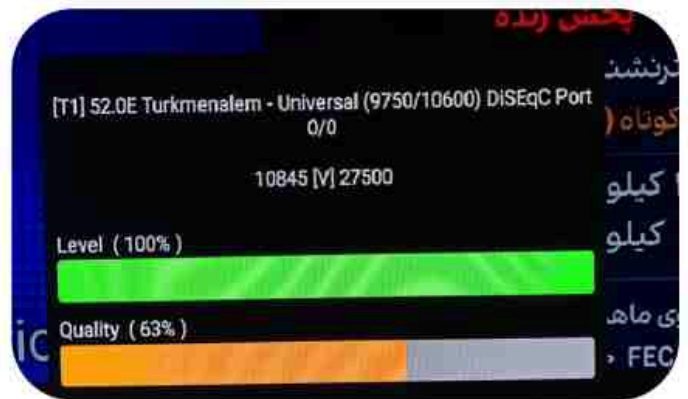 پخش زنده
[T1] 52.0E Turkmenalem - Universal (9750/10600) DiSEqC Port
0/0
10845 [V] 27500
کوتاه (
کیلو
کیلو
Level ( 100% )
Quality ( 63% )
FEC